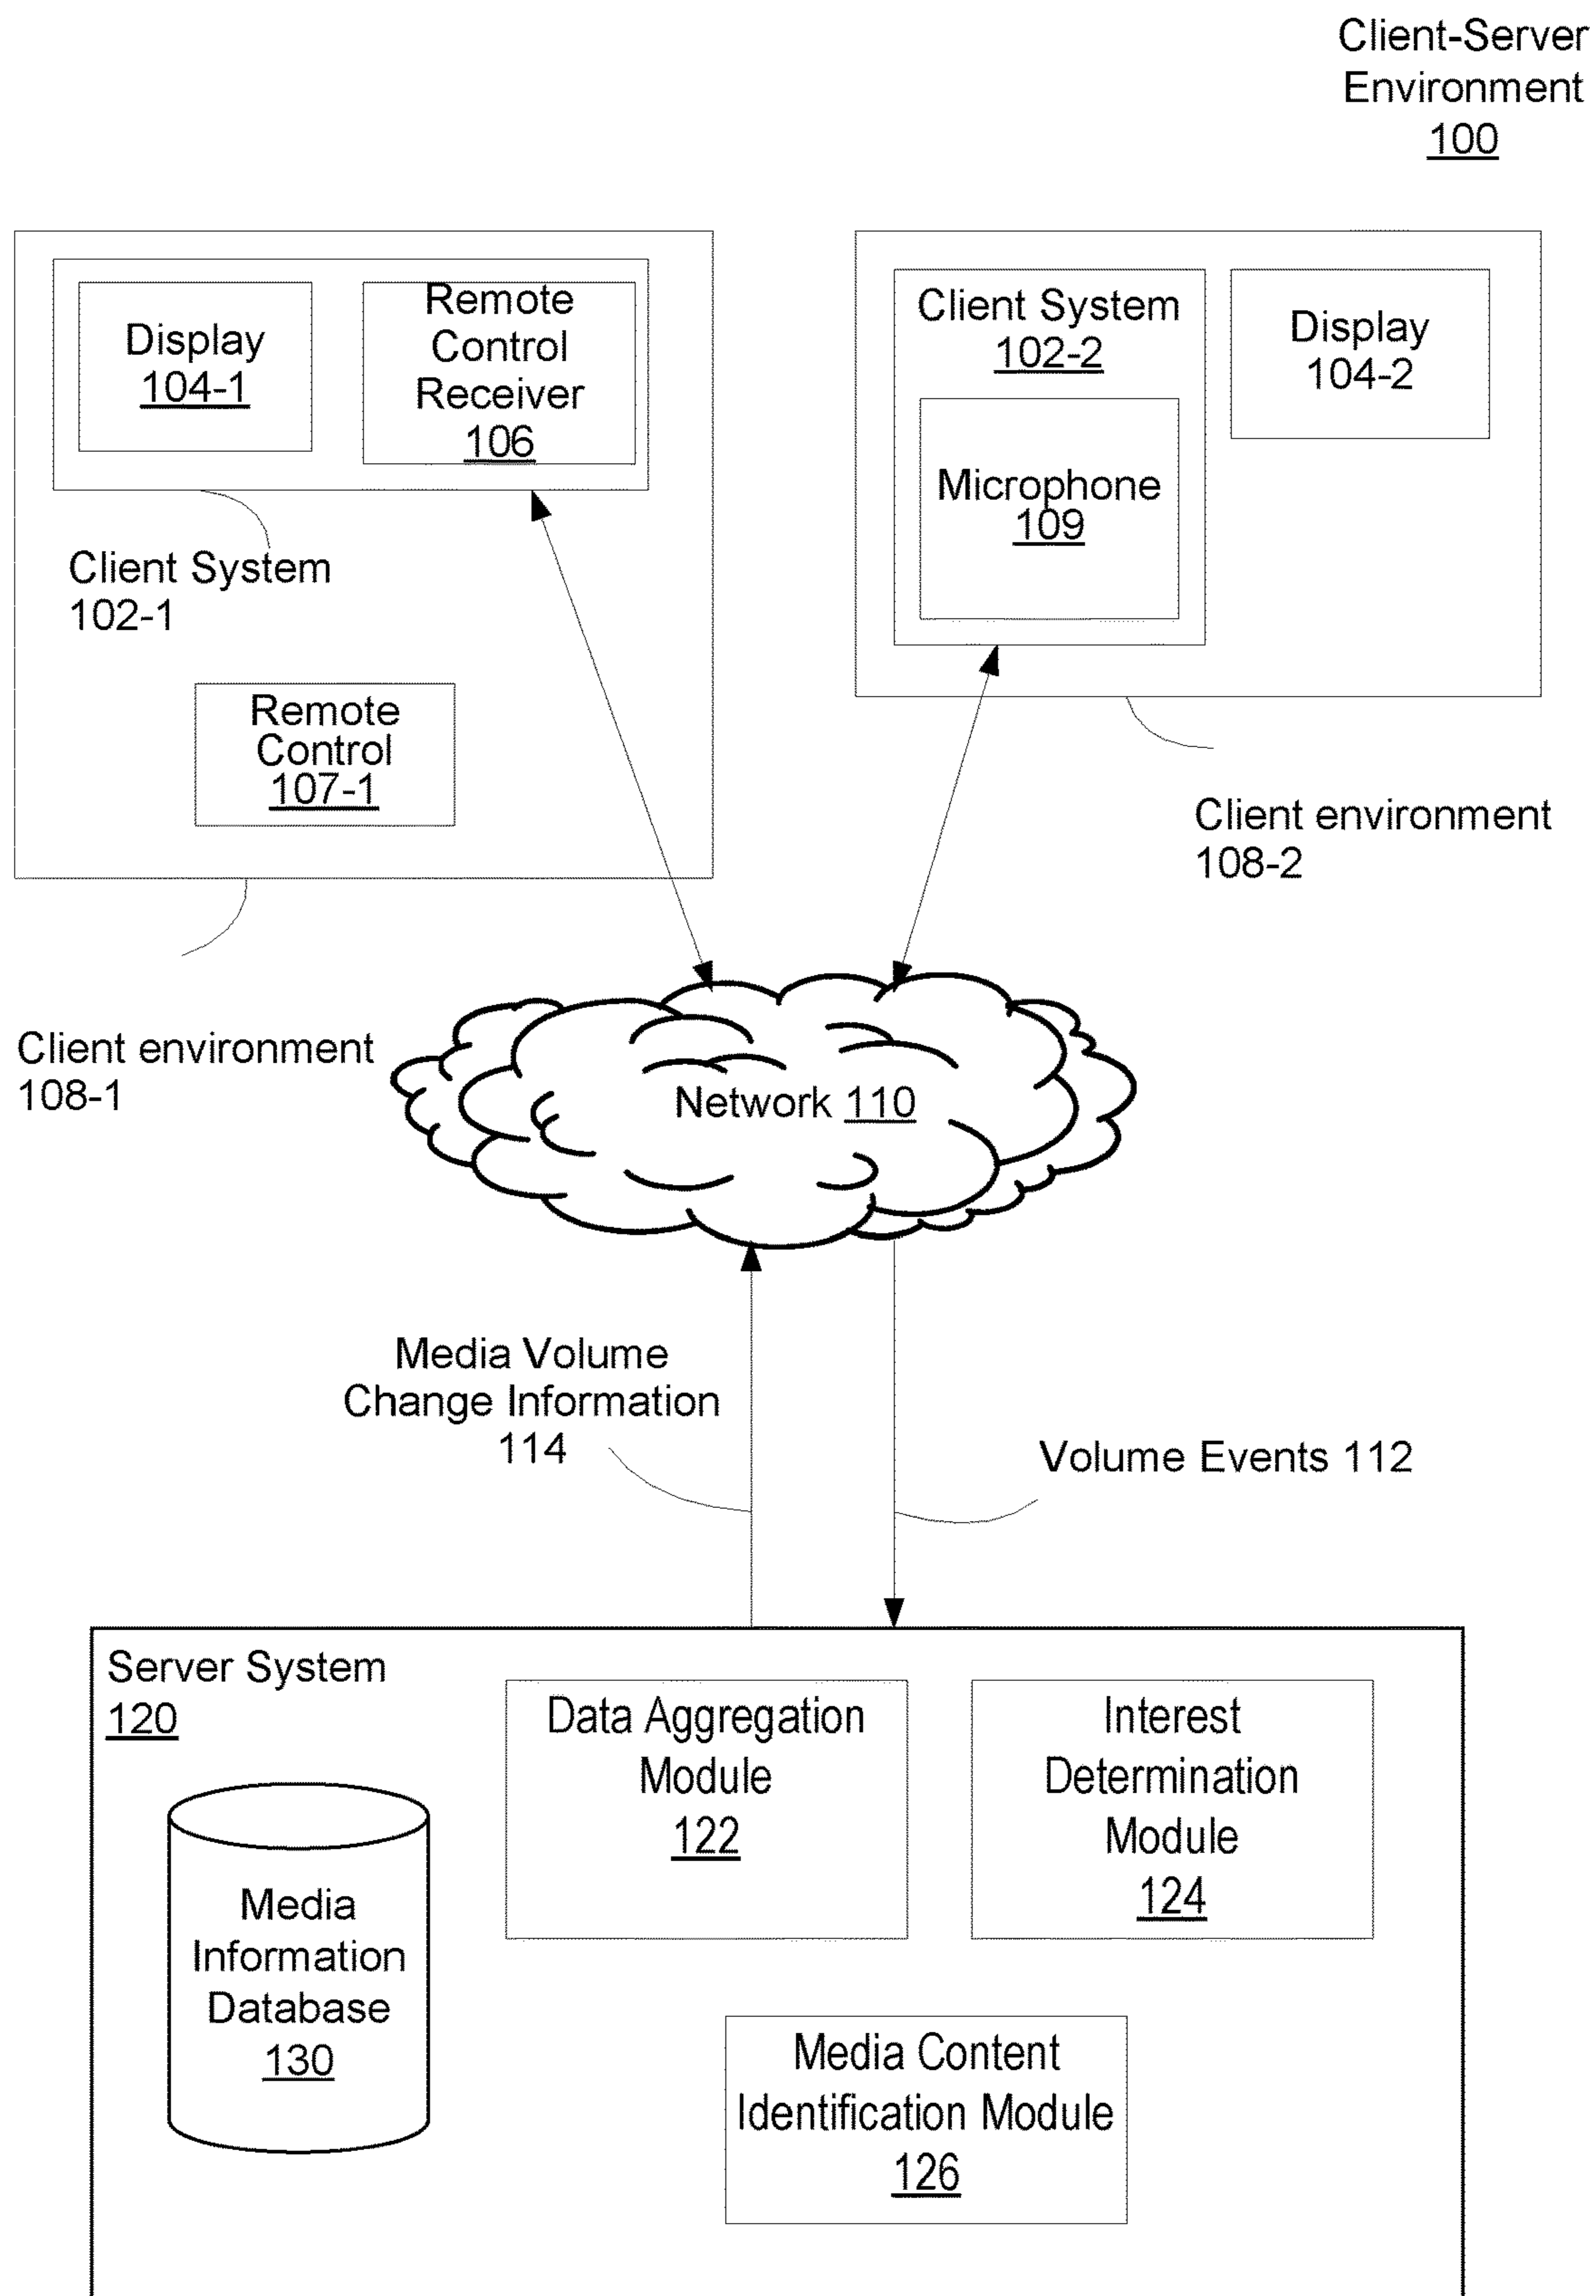 Client-Server
Environment
100
Display
104-1
Remote
Control
Receiver
106
Client System
102-1
Remote
Control
107-1
Client environment
108-1
Client System
102-2
Microphone
109
Display
104-2
Client environment
108-2
Network 110
Media Volume
Change Information
114
Volume Events 112
Server System
120
Data Aggregation
Module
122
Interest
Determination
Module
124
Media
Information
Database
130
Media Content
Identification Module
126